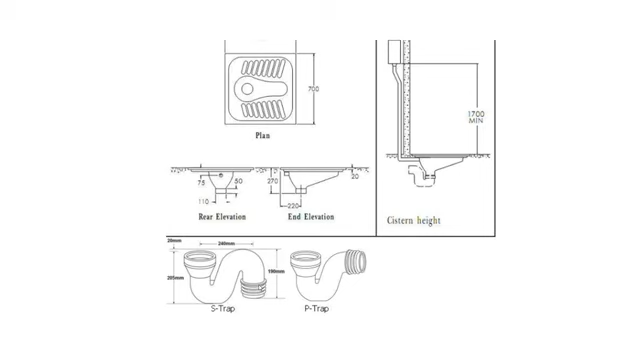 700
Plan
1700
MIN
75
50
110
Rear Elevation
270
20
220
End Elevation
Cistern height
20mm
240mm
205mm
190mm
S-Trap
P-Trap